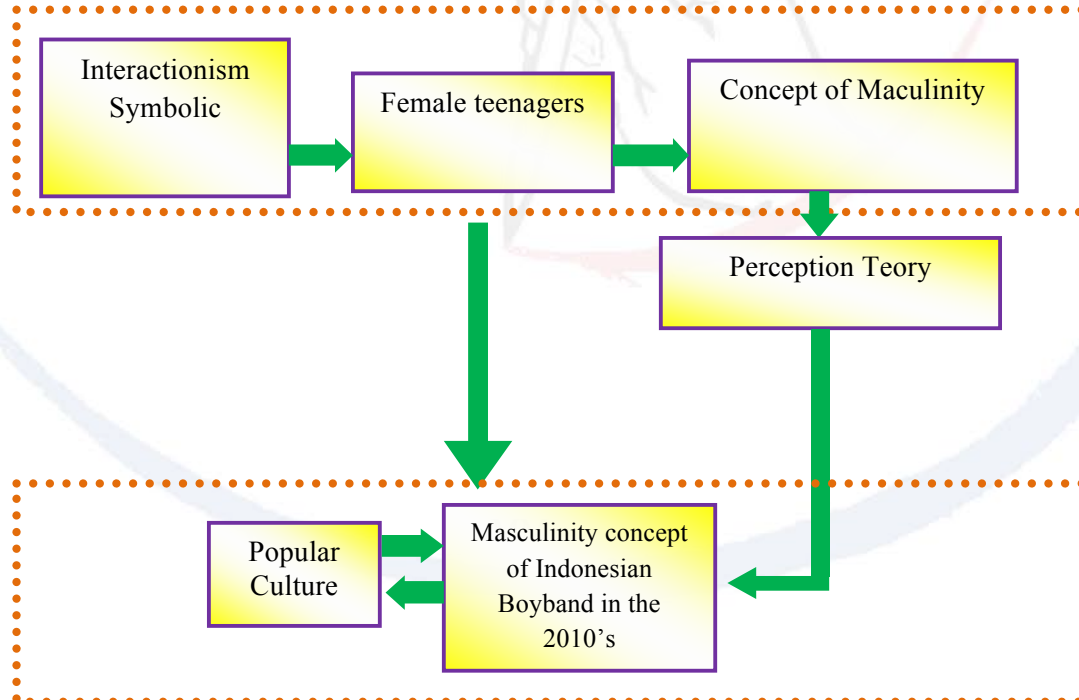 Interactionism
Symbolic
Female teenagers
Concept of Maculinity
Perception Teory
Popular
Culture
Masculinity concept
of Indonesian
Boyband in the
2010’s